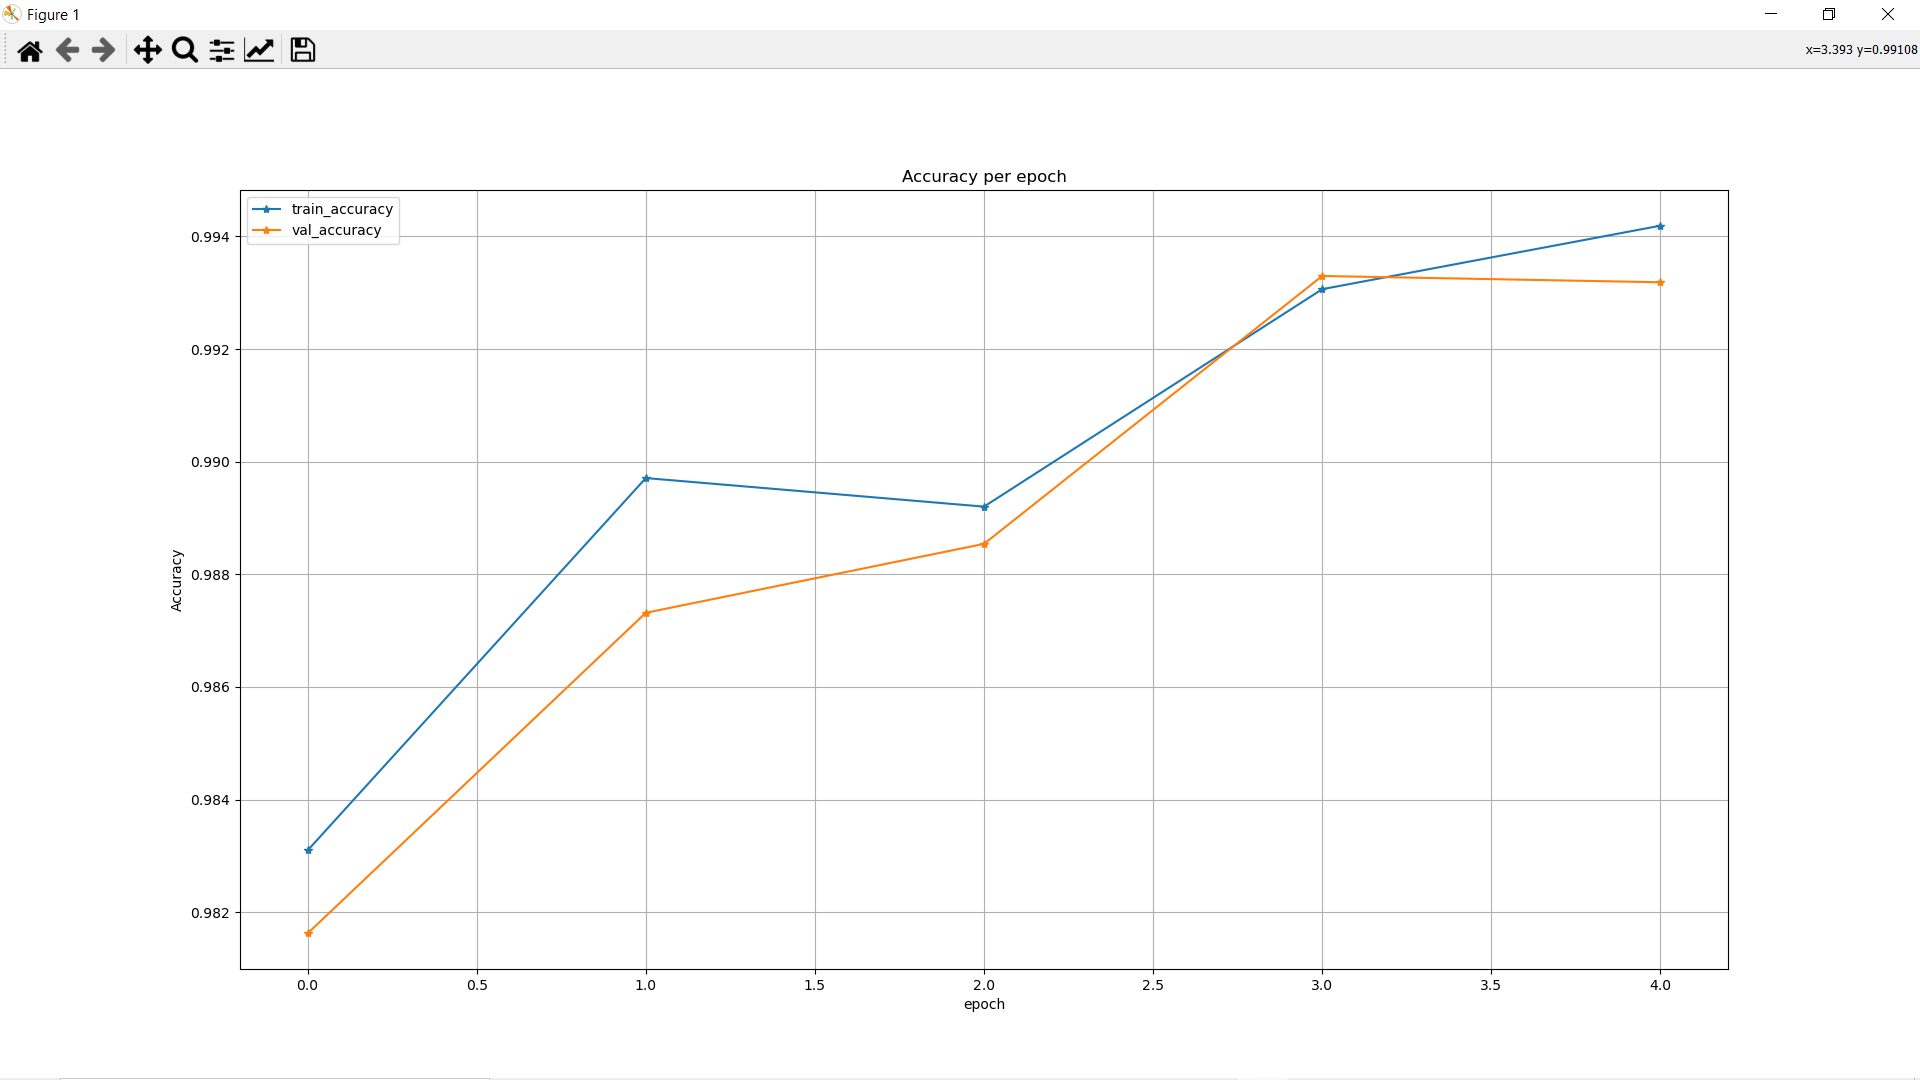 Figure 1
x=3.393 y=0.99108
Accuracy per epoch
train_accuracy
val_accuracy
0.994
0.992
0.990
0.988
0.986
0.984
0.982
Accuracy
0.0 0.5 1.0 1.5 2.0 2.5 3.0 3.5 4.0
epoch